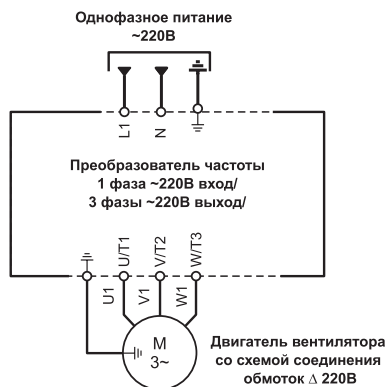 Однофазное питание
~220В
L1
N
Преобразователь частоты
1 фаза ~220В вход/
3 фазы ~220В выход/
U/T1
V/T2
W/T3
U1
V1
W1
M
3~
Двигатель вентилятора
со схемой соединения
обмоток Δ 220В